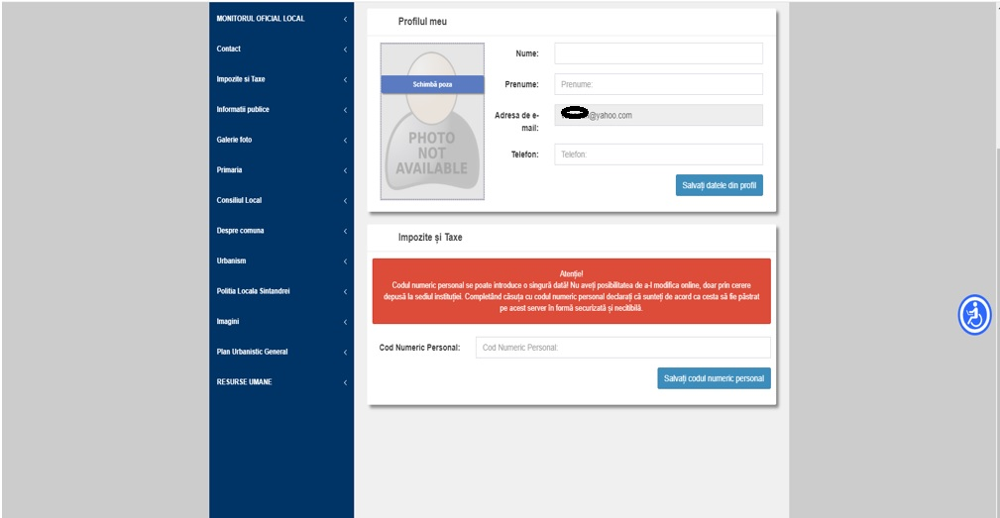 MONITORUL OFICIAL LOCAL
Contact
Impozite si Taxe
Informatii publice
Galerie foto
Primaria
Consiliul Local
Despre comuna
Urbanism
Politia Locala Sintandrei
Imagini
Plan Urbanistic General
RESURSE UMANE
Profilul meu
Schimbă poza
PHOTO
NOT
AVAILABLE
Nume:
Prenume:
Prenume:
Adresa de e-
mail:
@yahoo.com
Telefon:
Telefon:
Salvați datele din profil
Impozite și Taxe
Atenție!
Codul numeric personal se poate introduce o singură dată! Nu aveți posibilitatea de a-l modifica online, doar prin cerere
depusă la sediul instituției. Completând căsuța cu codul numeric personal declarați că sunteți de acord ca cesta să fie păstrat
pe acest server în formă securizată și necitibilă.
Cod Numeric Personal:
Cod Numeric Personal:
Salvați codul numeric personal